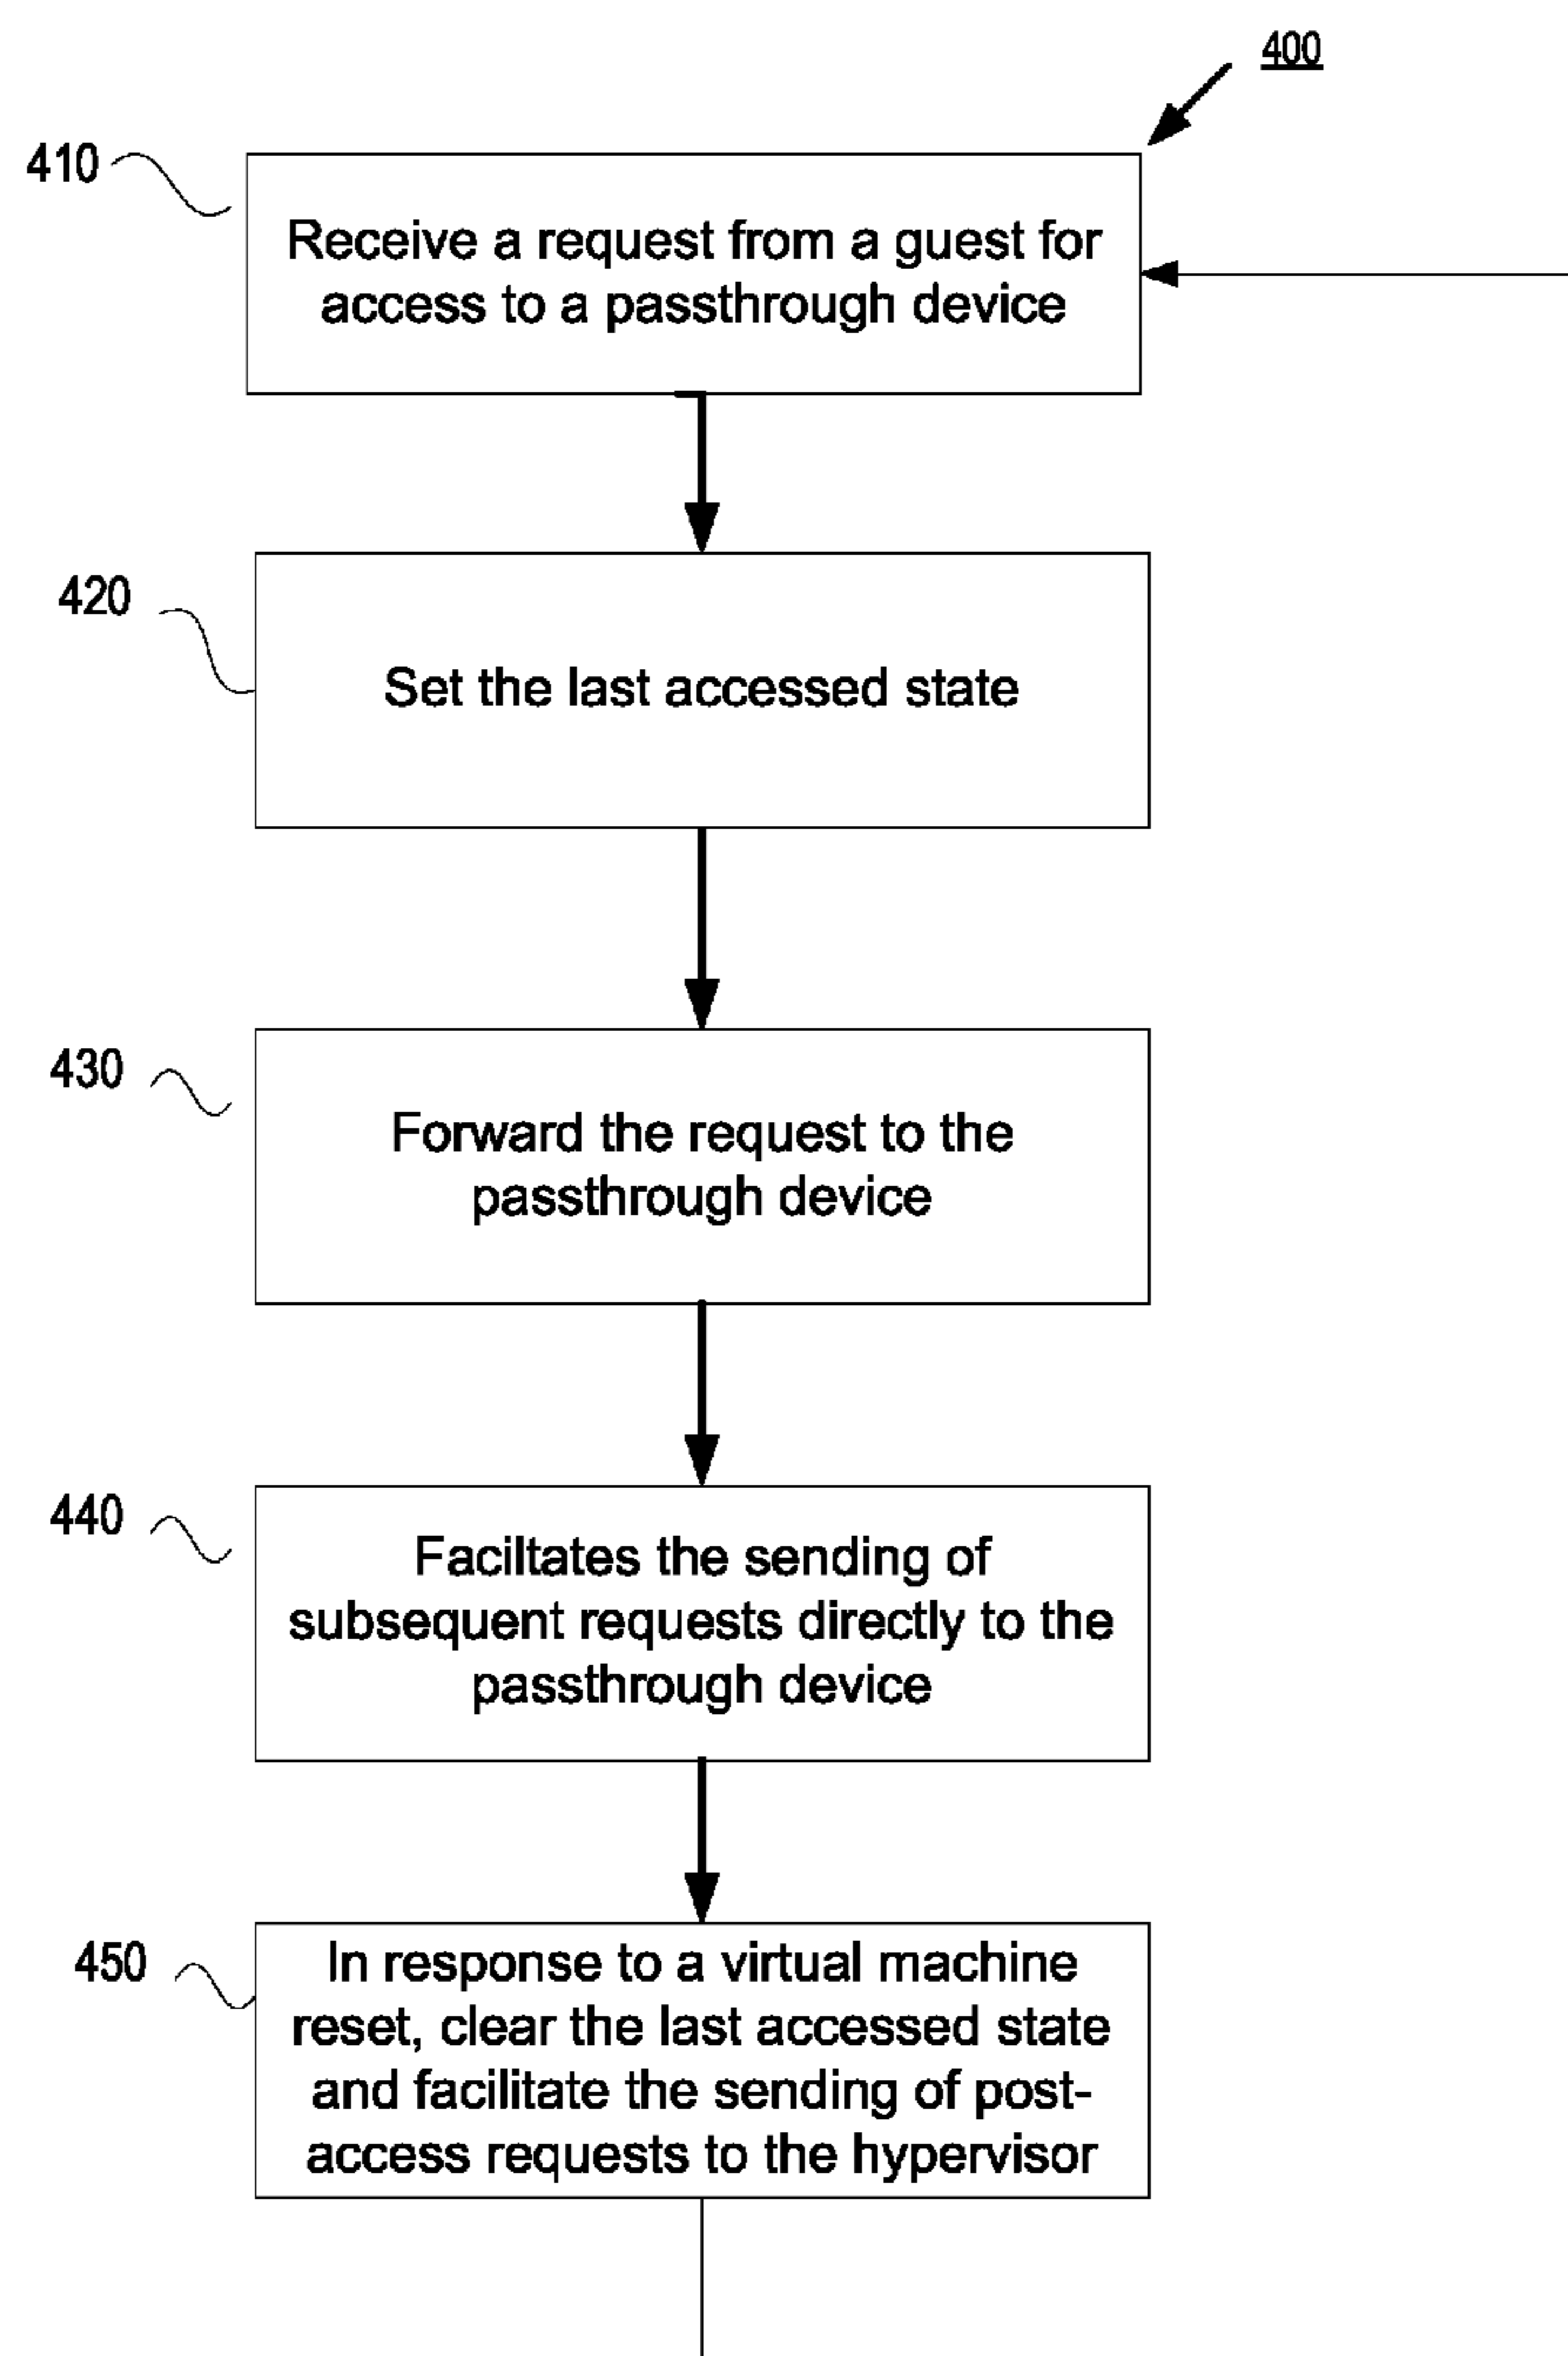 400
410
Receive a request from a guest for
access to a passthrough device
420
Set the last accessed state
430
Forward the request to the
passthrough device
440
Faciltates the sending of
subsequent requests directly to the
passthrough device
450
In response to a virtual machine
reset, clear the last accessed state
and facilitate the sending of post-
access requests to the hypervisor